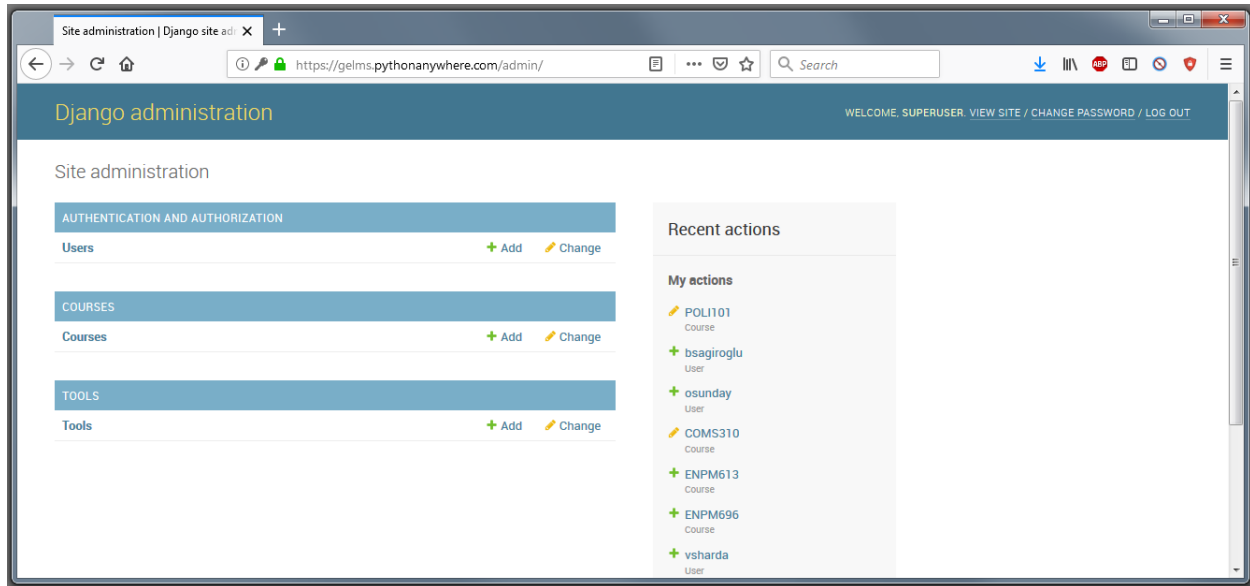 Site administration | Django site adr
https://gelms.pythonanywhere.com/admin/
Search
ABP
Django administration
WELCOME, SUPERUSER. VIEW SITE / CHANGE PASSWORD / LOG OUT
Site administration
AUTHENTICATION AND AUTHORIZATION
Users
Add
Change
COURSES
Courses
Add
Change
TOOLS
Tools
Add
Change
Recent actions
My actions
POLI101
Course
bsagiroglu
User
osunday
User
COMS310
Course
ENPM613
Course
ENPM696
Course
vsharda
User